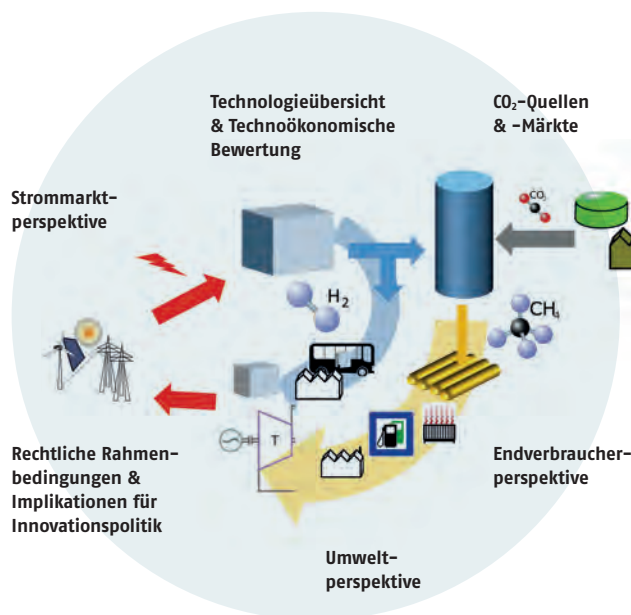 Technologieübersicht
& Technoökonomische
Bewertung
CO₂-Quellen
& -Märkte
Strommarkt-
perspektive
CO₂
H₂
CH₄
T
Rechtliche Rahmen-
bedingungen &
Implikationen für
Innovationspolitik
Endverbraucher-
perspektive
Umwelt-
perspektive